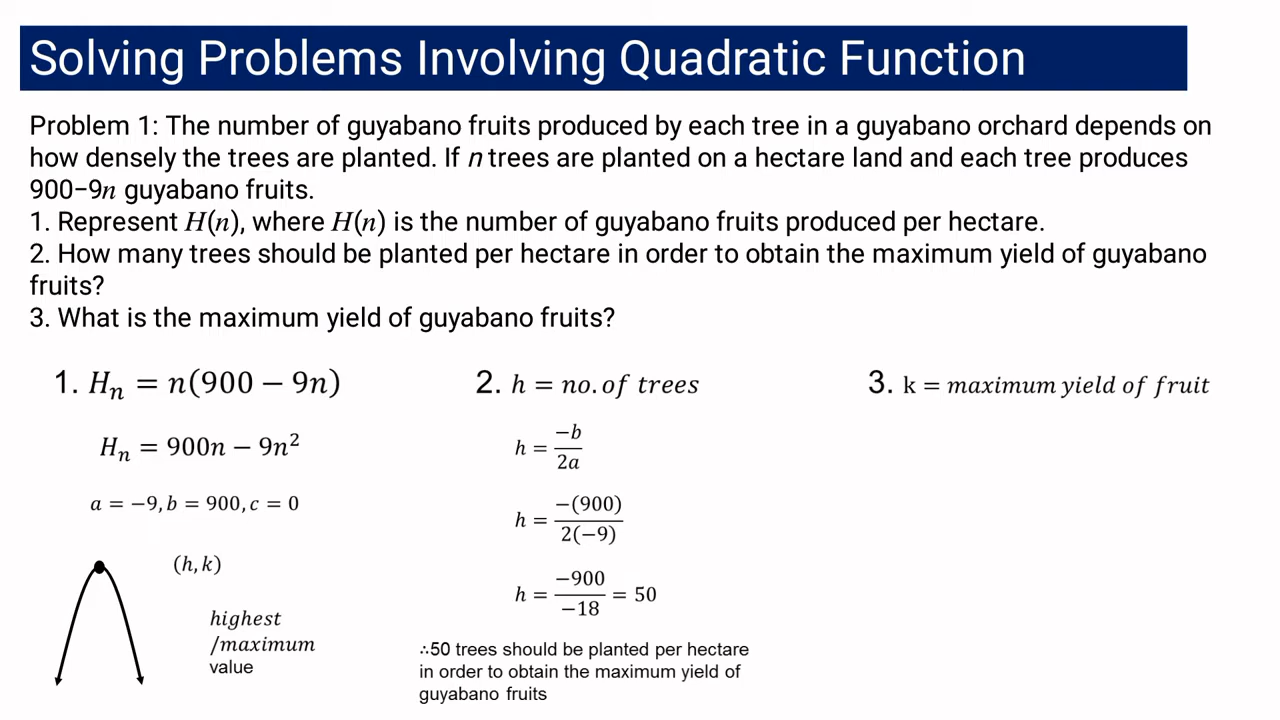 Solving Problems Involving Quadratic Function
Problem 1: The number of guyabano fruits produced by each tree in a guyabano orchard depends on
how densely the trees are planted. If n trees are planted on a hectare land and each tree produces
900−9n guyabano fruits.
1. Represent H(n), where H(n) is the number of guyabano fruits produced per hectare.
2. How many trees should be planted per hectare in order to obtain the maximum yield of guyabano
fruits?
3. What is the maximum yield of guyabano fruits?
1. Hₙ = n(900 − 9n)
Hₙ = 900n − 9n²
a = −9, b = 900, c = 0
(h, k)
highest
/maximum
value
2. h = no. of trees
h = −b/2a
h = −(900)/2(−9)
h = −900/−18 = 50
∴50 trees should be planted per hectare
in order to obtain the maximum yield of
guyabano fruits
3. k = maximum yield of fruit